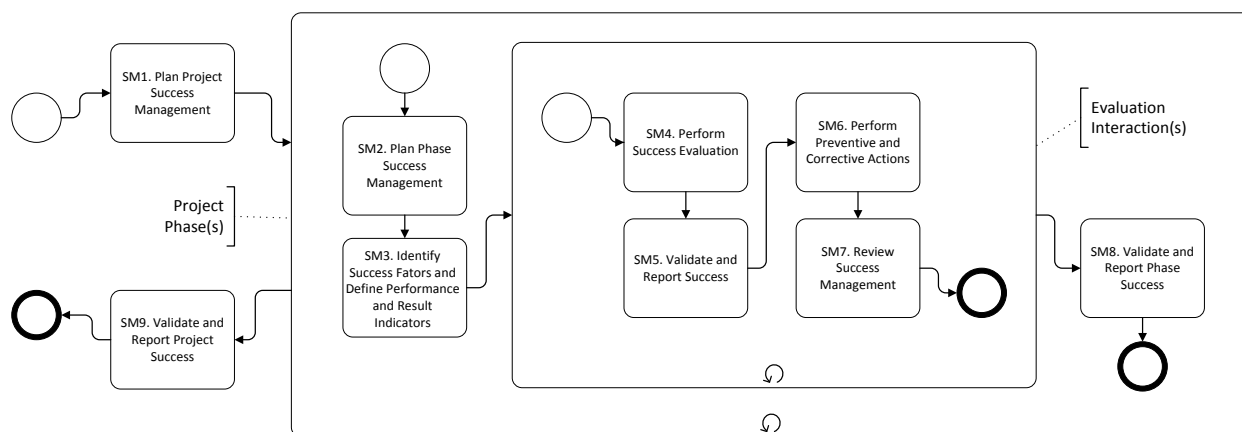 SM1. Plan Project
Success
Management
Project
Phase(s)
SM9. Validate and
Report Project
Success
SM2. Plan Phase
Success
Management
SM3. Identify
Success Fators and
Define Performance
and Result
Indicators
SM4. Perform
Success Evaluation
SM5. Validate and
Report Success
SM6. Perform
Preventive and
Corrective Actions
SM7. Review
Success
Management
Evaluation
Interaction(s)
SM8. Validate and
Report Phase
Success